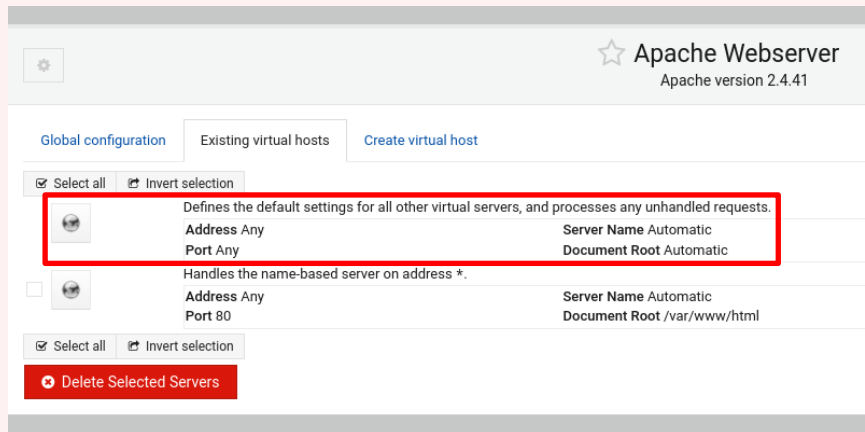 Apache Webserver
Apache version 2.4.41
Global configuration Existing virtual hosts Create virtual host
Select all Invert selection
Defines the default settings for all other virtual servers, and processes any unhandled requests.
Address Any Server Name Automatic
Port Any Document Root Automatic
Handles the name-based server on address *.
Address Any Server Name Automatic
Port 80 Document Root /var/www/html
Select all Invert selection
Delete Selected Servers